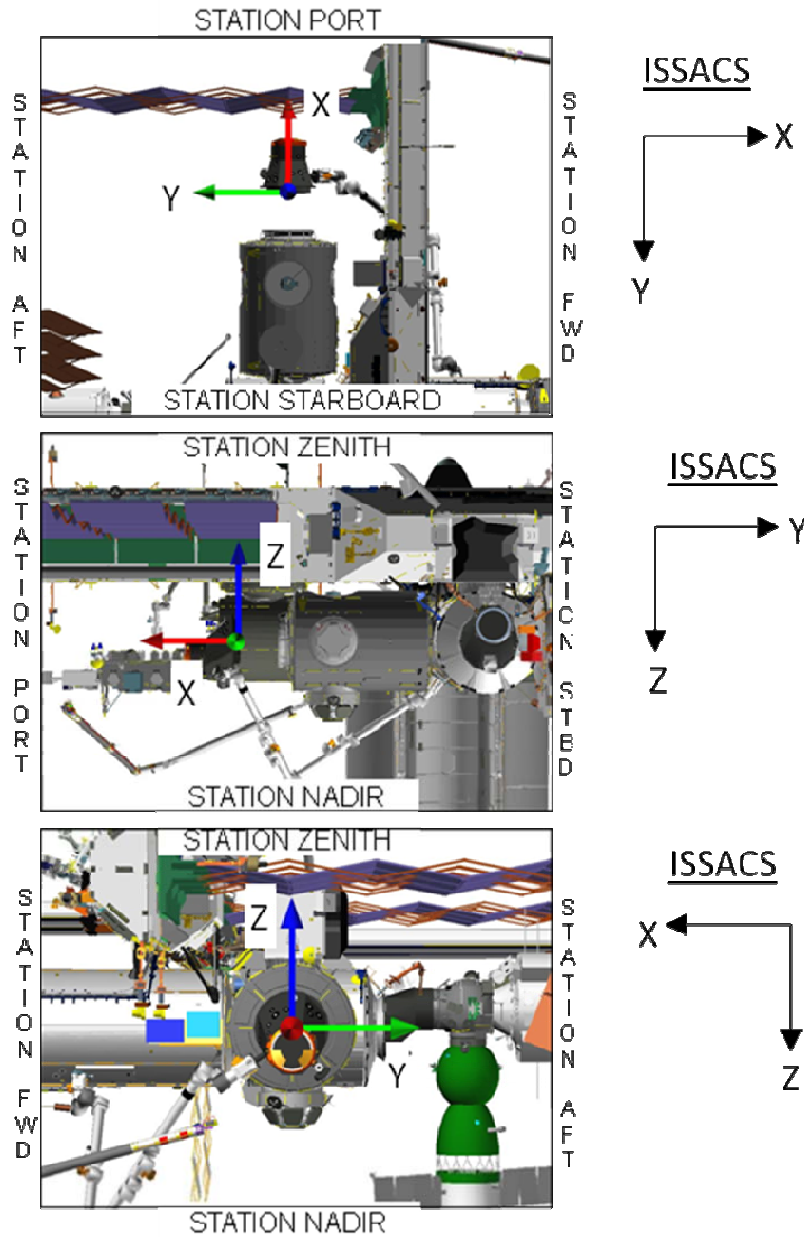 STATION PORT
STATION AFT
X
Y
STATION FWD
STATION STARBOARD
ISSACS
X
Y
STATION ZENITH
STATION PORT
Z
X
STATION STBD
STATION NADIR
ISSACS
Y
Z
STATION ZENITH
STATION FWD
Z
Y
STATION AFT
STATION NADIR
ISSACS
X
Z